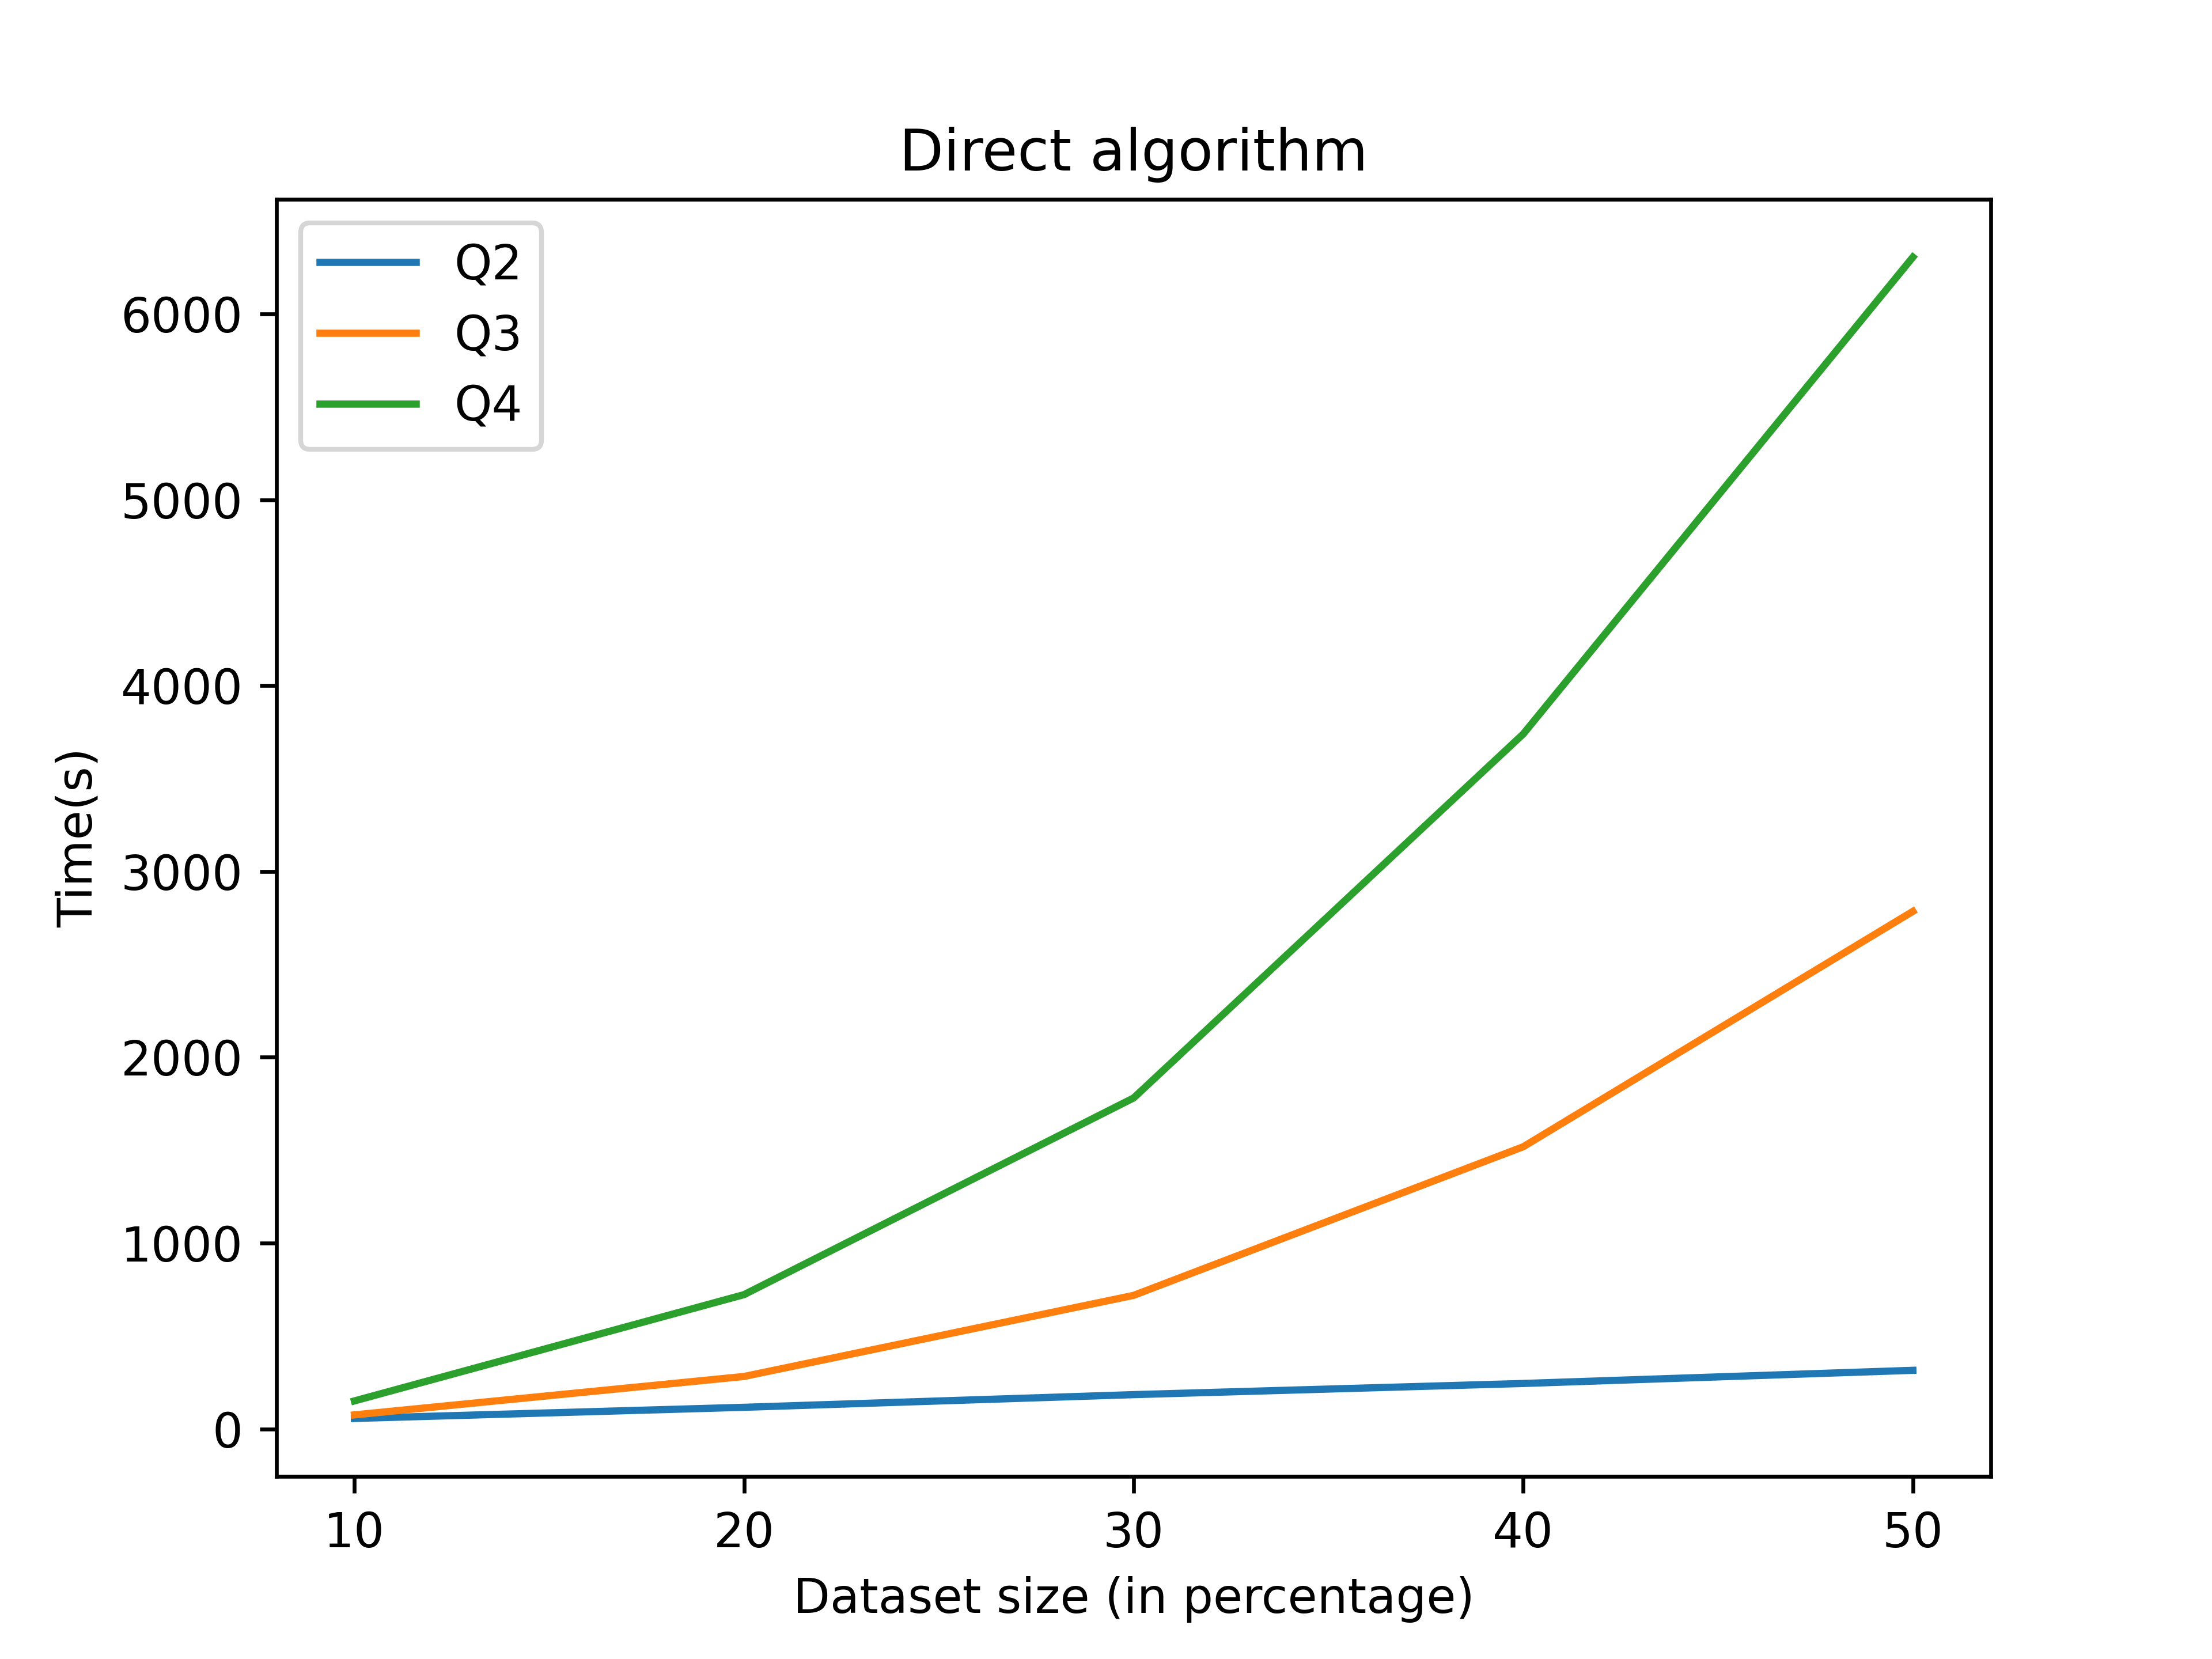 Direct algorithm
Q2
Q3
Q4
6000
5000
4000
3000
2000
1000
0
Time(s)
10 20 30 40 50
Dataset size (in percentage)